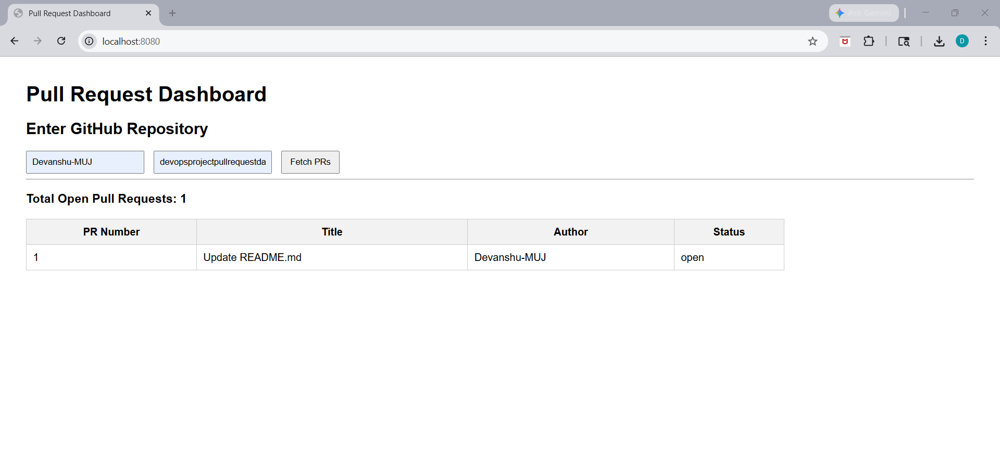 Pull Request Dashboard
Ask Gemini
localhost:8080
D
Pull Request Dashboard
Enter GitHub Repository
Devanshu-MUJ devopsprojectpullrequestda Fetch PRs
Total Open Pull Requests: 1
PR Number Title Author Status
1 Update README.md Devanshu-MUJ open